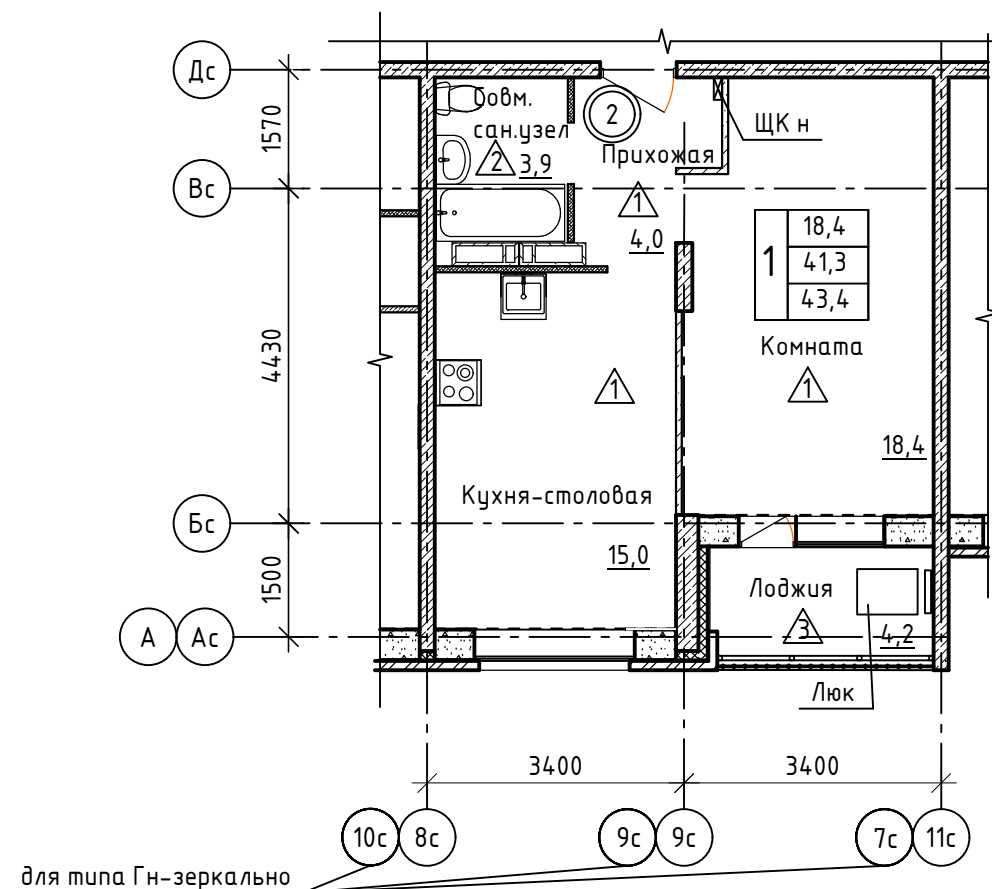 Дс
1570
Вс
4430
Бс
1500
А Ас
Совм.
сан.узел
2 3,9
2
ЩК н
Прихожая
1
4,0
1 18,4
41,3
43,4
Комната
1
18,4
1
Кухня-столовая
15,0
Лоджия
3
4,2
Люк
3400 3400
10с 8с 9с 9с 7с 11с
для типа Гн-зеркально